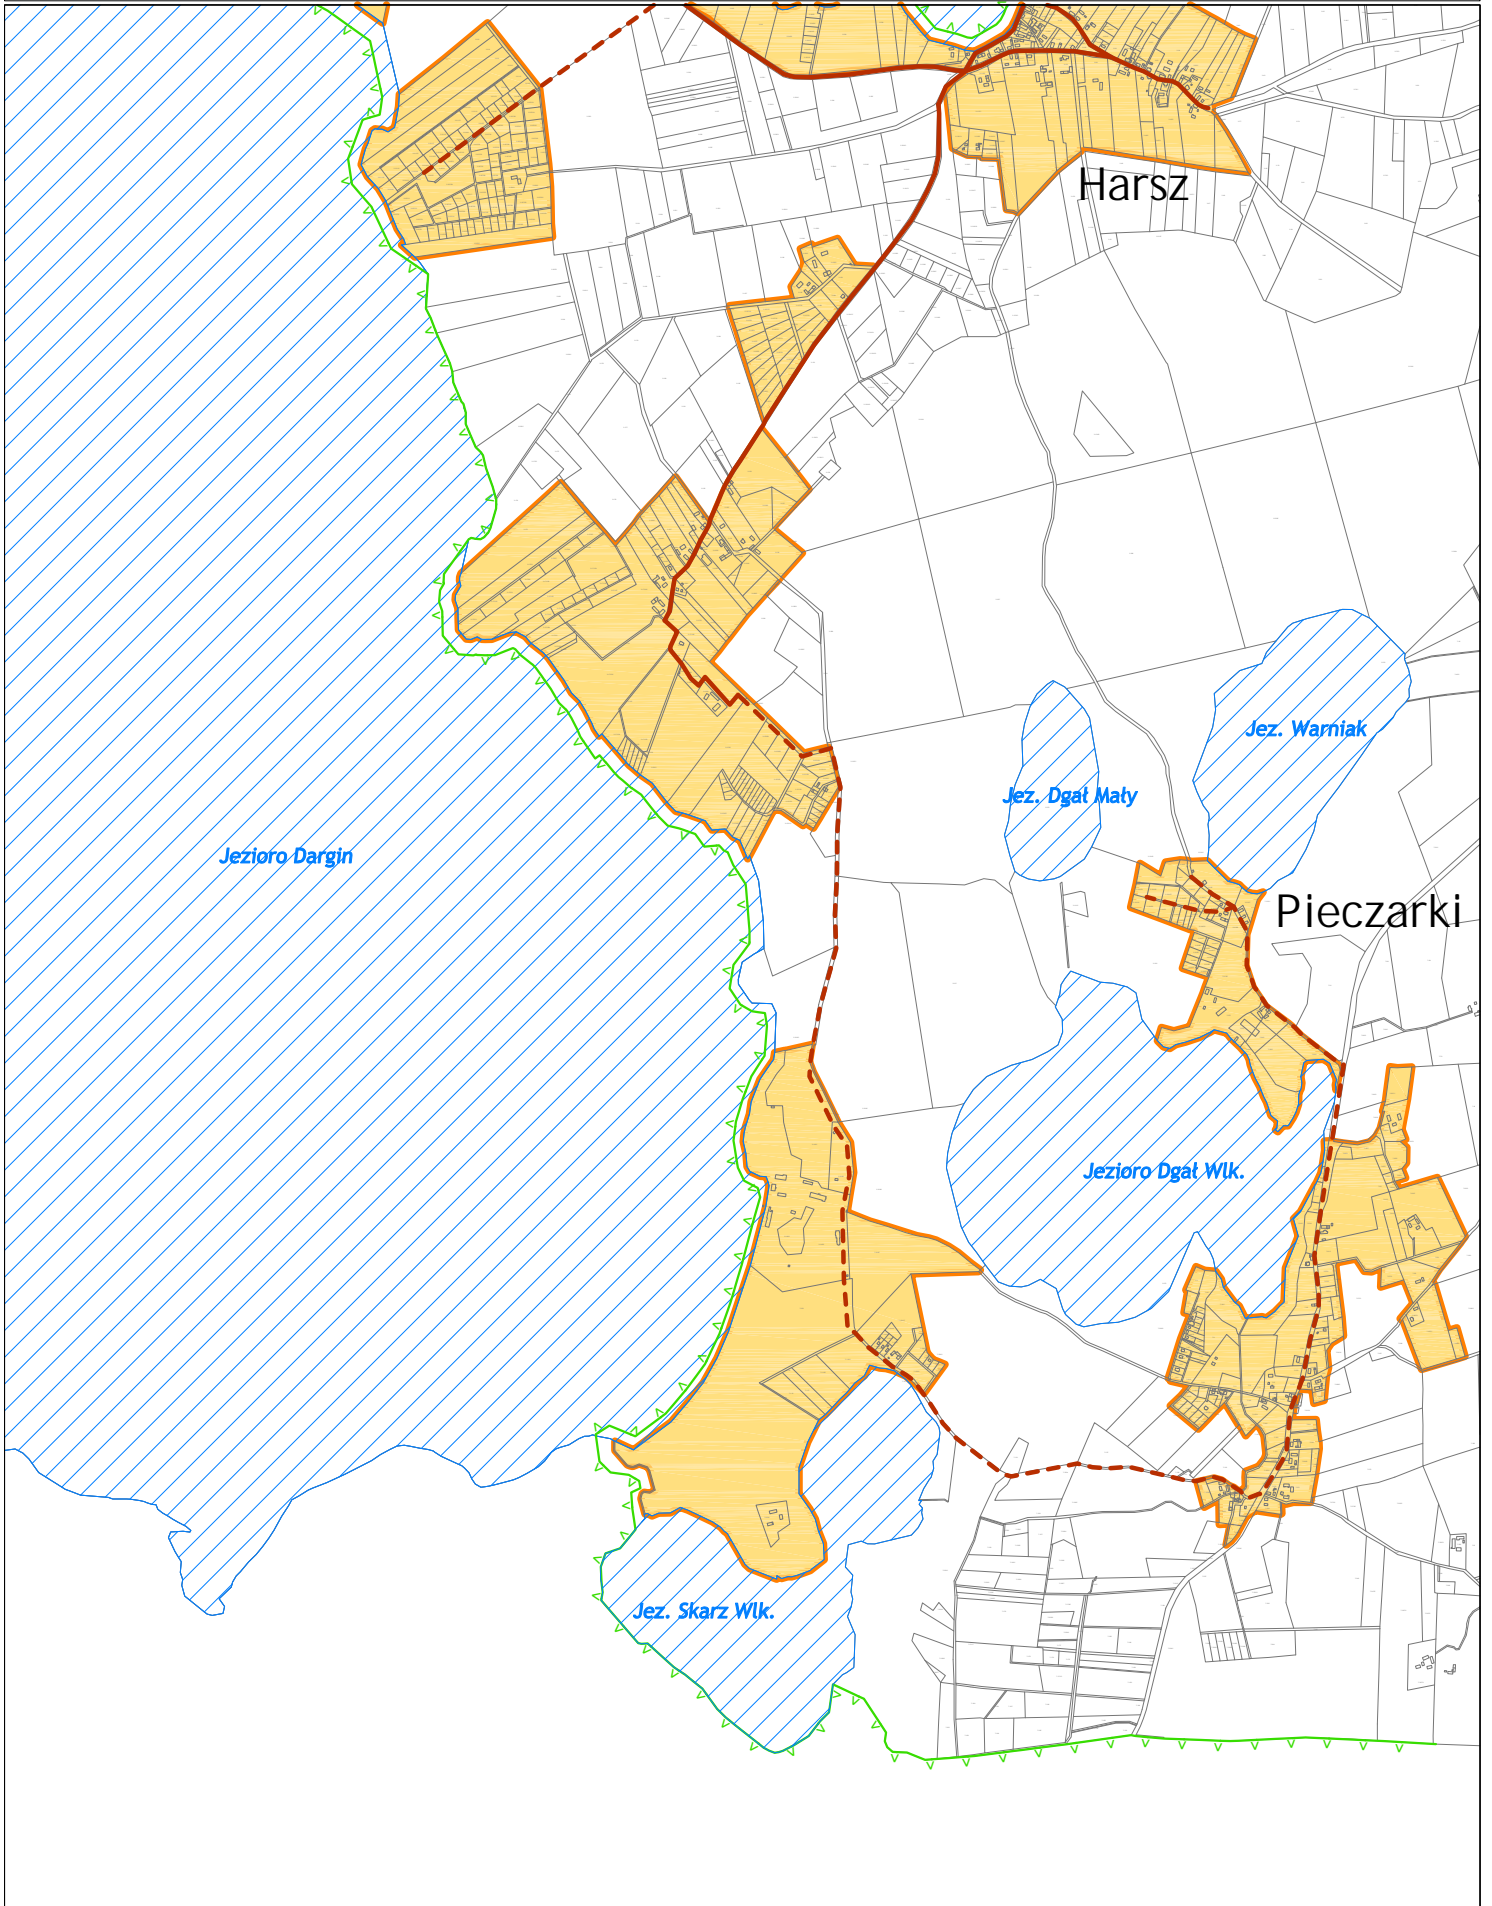 Harsz
Jez. Warniak
Jez. Dgał Mały
Jezioro Dargin
Pieczarki
Jezioro Dgał Wlk.
Jez. Skarz Wlk.